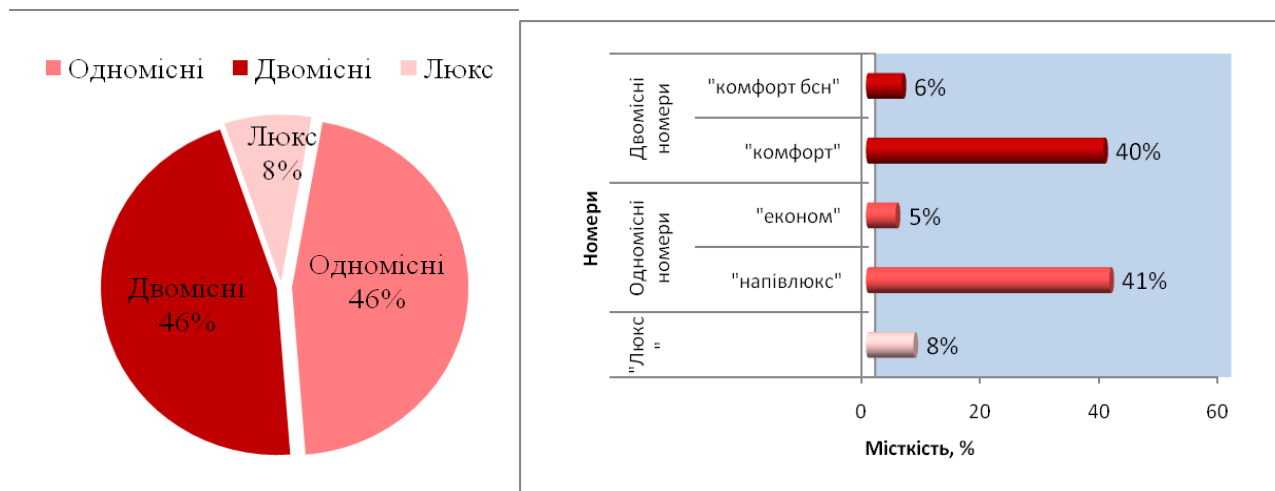 Одномісні Двомісні Люкс
Люкс
8%
Одномісні
46%
Двомісні
46%
Номери
Двомісні
номери
"комфорт бсн"
6%
"комфорт"
40%
Одномісні
номери
"економ"
5%
"напівлюкс"
41%
"Люкс
"
8%
0 20 40 60
Місткість, %